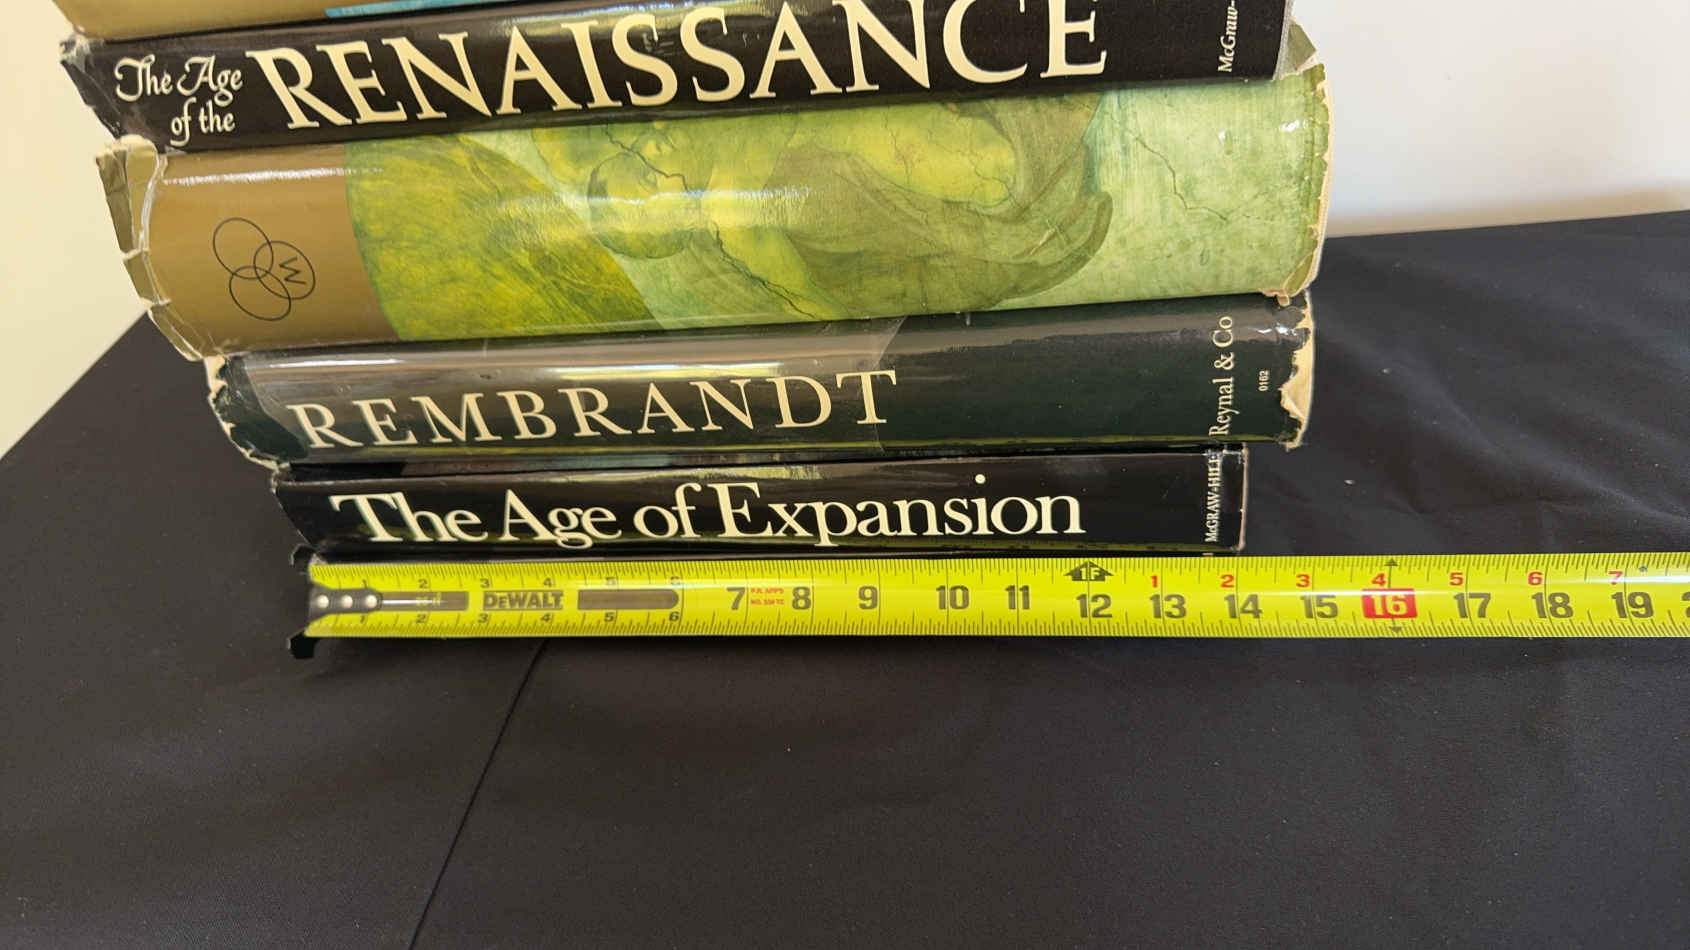 The Age
of the
RENAISSANCE
McGraw-
W
REMBRANDT
Reynal & Co
0162
The Age of Expansion
McGRAW-HILL
1F
1 2 3 4 5 6 1 2 3 4 5 6 7
DEWALT 7 8 9 10 11 12 13 14 15 16 17 18 19
1 2 3 4 5 6